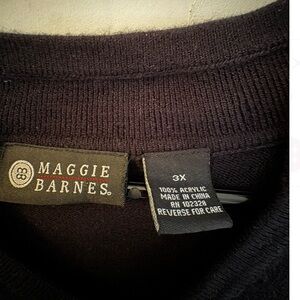 MAGGIE
BARNES®
3X
100% ACRYLIC
MADE IN CHINA
RN 102328
REVERSE FOR CARE